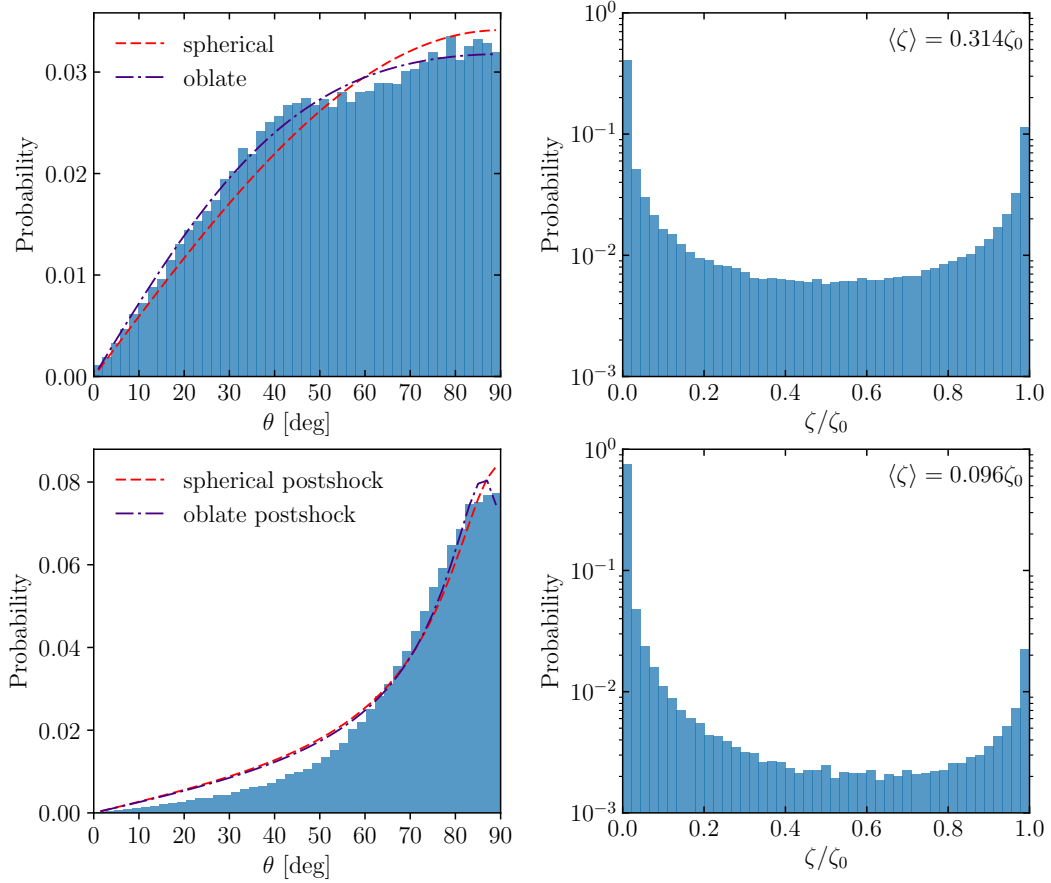 spherical
oblate
0.03
0.02
0.01
0.00
Probability
0 10 20 30 40 50 60 70 80 90
θ [deg]
⟨ζ⟩ = 0.314ζ₀
10⁰
10⁻¹
10⁻²
10⁻³
Probability
0.0 0.2 0.4 0.6 0.8 1.0
ζ/ζ₀
spherical postshock
oblate postshock
0.08
0.06
0.04
0.02
0.00
Probability
0 10 20 30 40 50 60 70 80 90
θ [deg]
⟨ζ⟩ = 0.096ζ₀
10⁰
10⁻¹
10⁻²
10⁻³
Probability
0.0 0.2 0.4 0.6 0.8 1.0
ζ/ζ₀